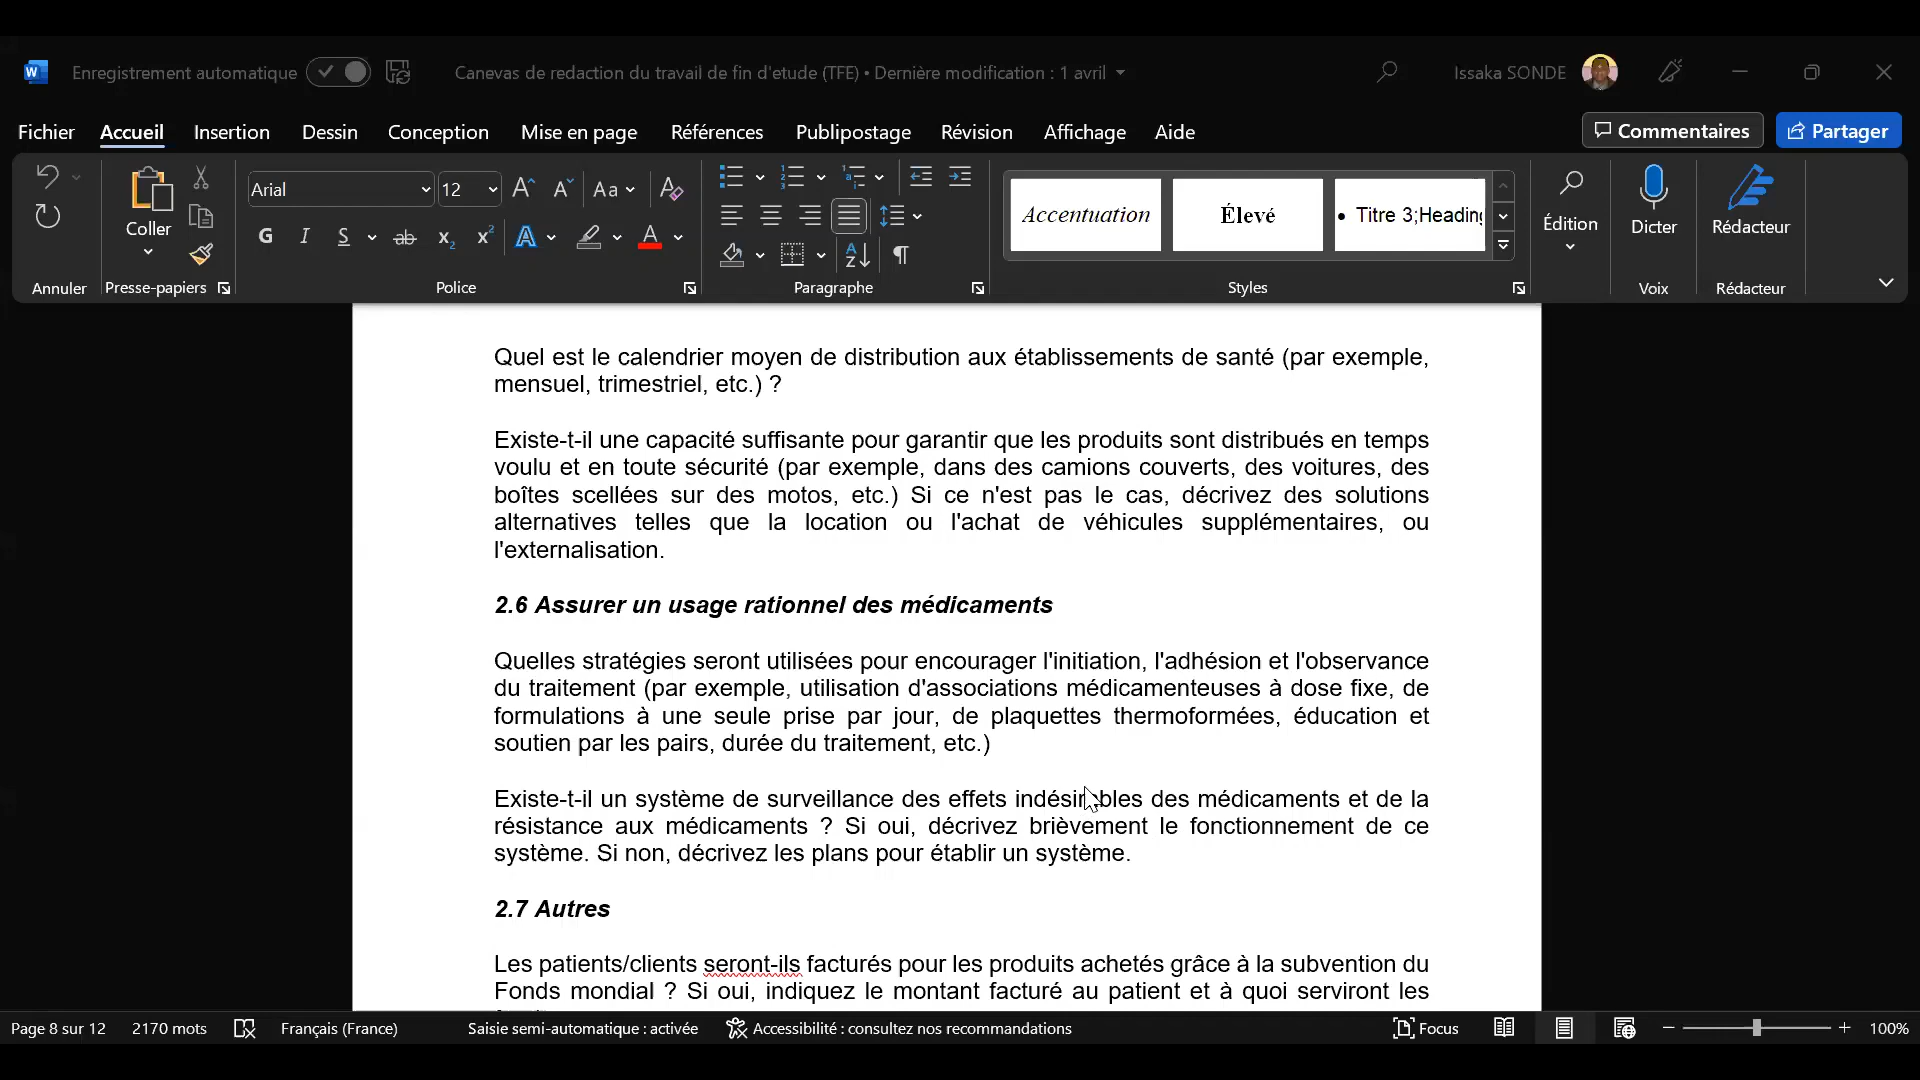 Enregistrement automatique
Canevas de redaction du travail de fin d'etude (TFE) • Dernière modification : 1 avril
Issaka SONDE
Fichier Accueil Insertion Dessin Conception Mise en page Références Publipostage Révision Affichage Aide
Commentaires Partager
Coller
Arial 12
Accentuation Élevé • Titre 3;Heading
Édition Dicter Rédacteur
Annuler Presse-papiers Police Paragraphe Styles Voix Rédacteur
Quel est le calendrier moyen de distribution aux établissements de santé (par exemple,
mensuel, trimestriel, etc.) ?
Existe-t-il une capacité suffisante pour garantir que les produits sont distribués en temps
voulu et en toute sécurité (par exemple, dans des camions couverts, des voitures, des
boîtes scellées sur des motos, etc.) Si ce n'est pas le cas, décrivez des solutions
alternatives telles que la location ou l'achat de véhicules supplémentaires, ou
l'externalisation.
2.6 Assurer un usage rationnel des médicaments
Quelles stratégies seront utilisées pour encourager l'initiation, l'adhésion et l'observance
du traitement (par exemple, utilisation d'associations médicamenteuses à dose fixe, de
formulations à une seule prise par jour, de plaquettes thermoformées, éducation et
soutien par les pairs, durée du traitement, etc.)
Existe-t-il un système de surveillance des effets indésirables des médicaments et de la
résistance aux médicaments ? Si oui, décrivez brièvement le fonctionnement de ce
système. Si non, décrivez les plans pour établir un système.
2.7 Autres
Les patients/clients seront-ils facturés pour les produits achetés grâce à la subvention du
Fonds mondial ? Si oui, indiquez le montant facturé au patient et à quoi serviront les
Page 8 sur 12 2170 mots Français (France) Saisie semi-automatique : activée Accessibilité : consultez nos recommandations Focus 100%